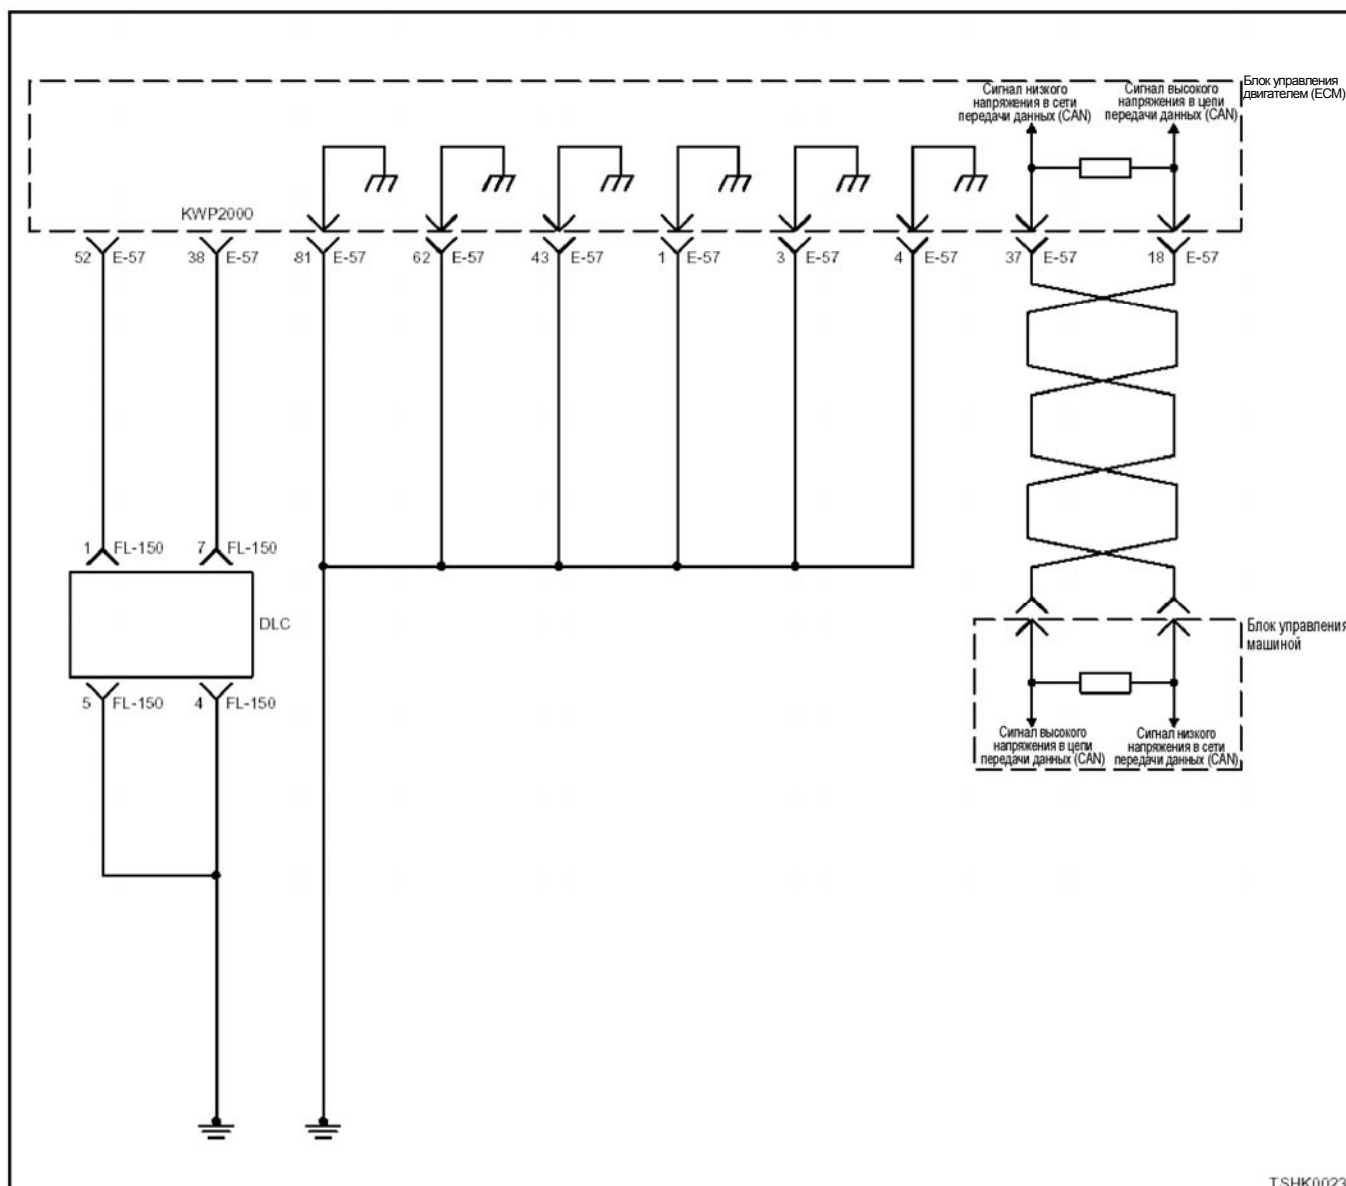 Блок управления
двигателем (ECM)
Сигнал низкого
напряжения в сети
передачи данных (CAN)
Сигнал высокого
напряжения в цепи
передачи данных (CAN)
KWP2000
52 E-57 38 E-57 81 E-57 62 E-57 43 E-57 1 E-57 3 E-57 4 E-57 37 E-57 18 E-57
1 FL-150 7 FL-150
DLC
Блок управления
машиной
5 FL-150 4 FL-150
Сигнал высокого
напряжения в цепи
передачи данных (CAN)
Сигнал низкого
напряжения в сети
передачи данных (CAN)
TSHK0023